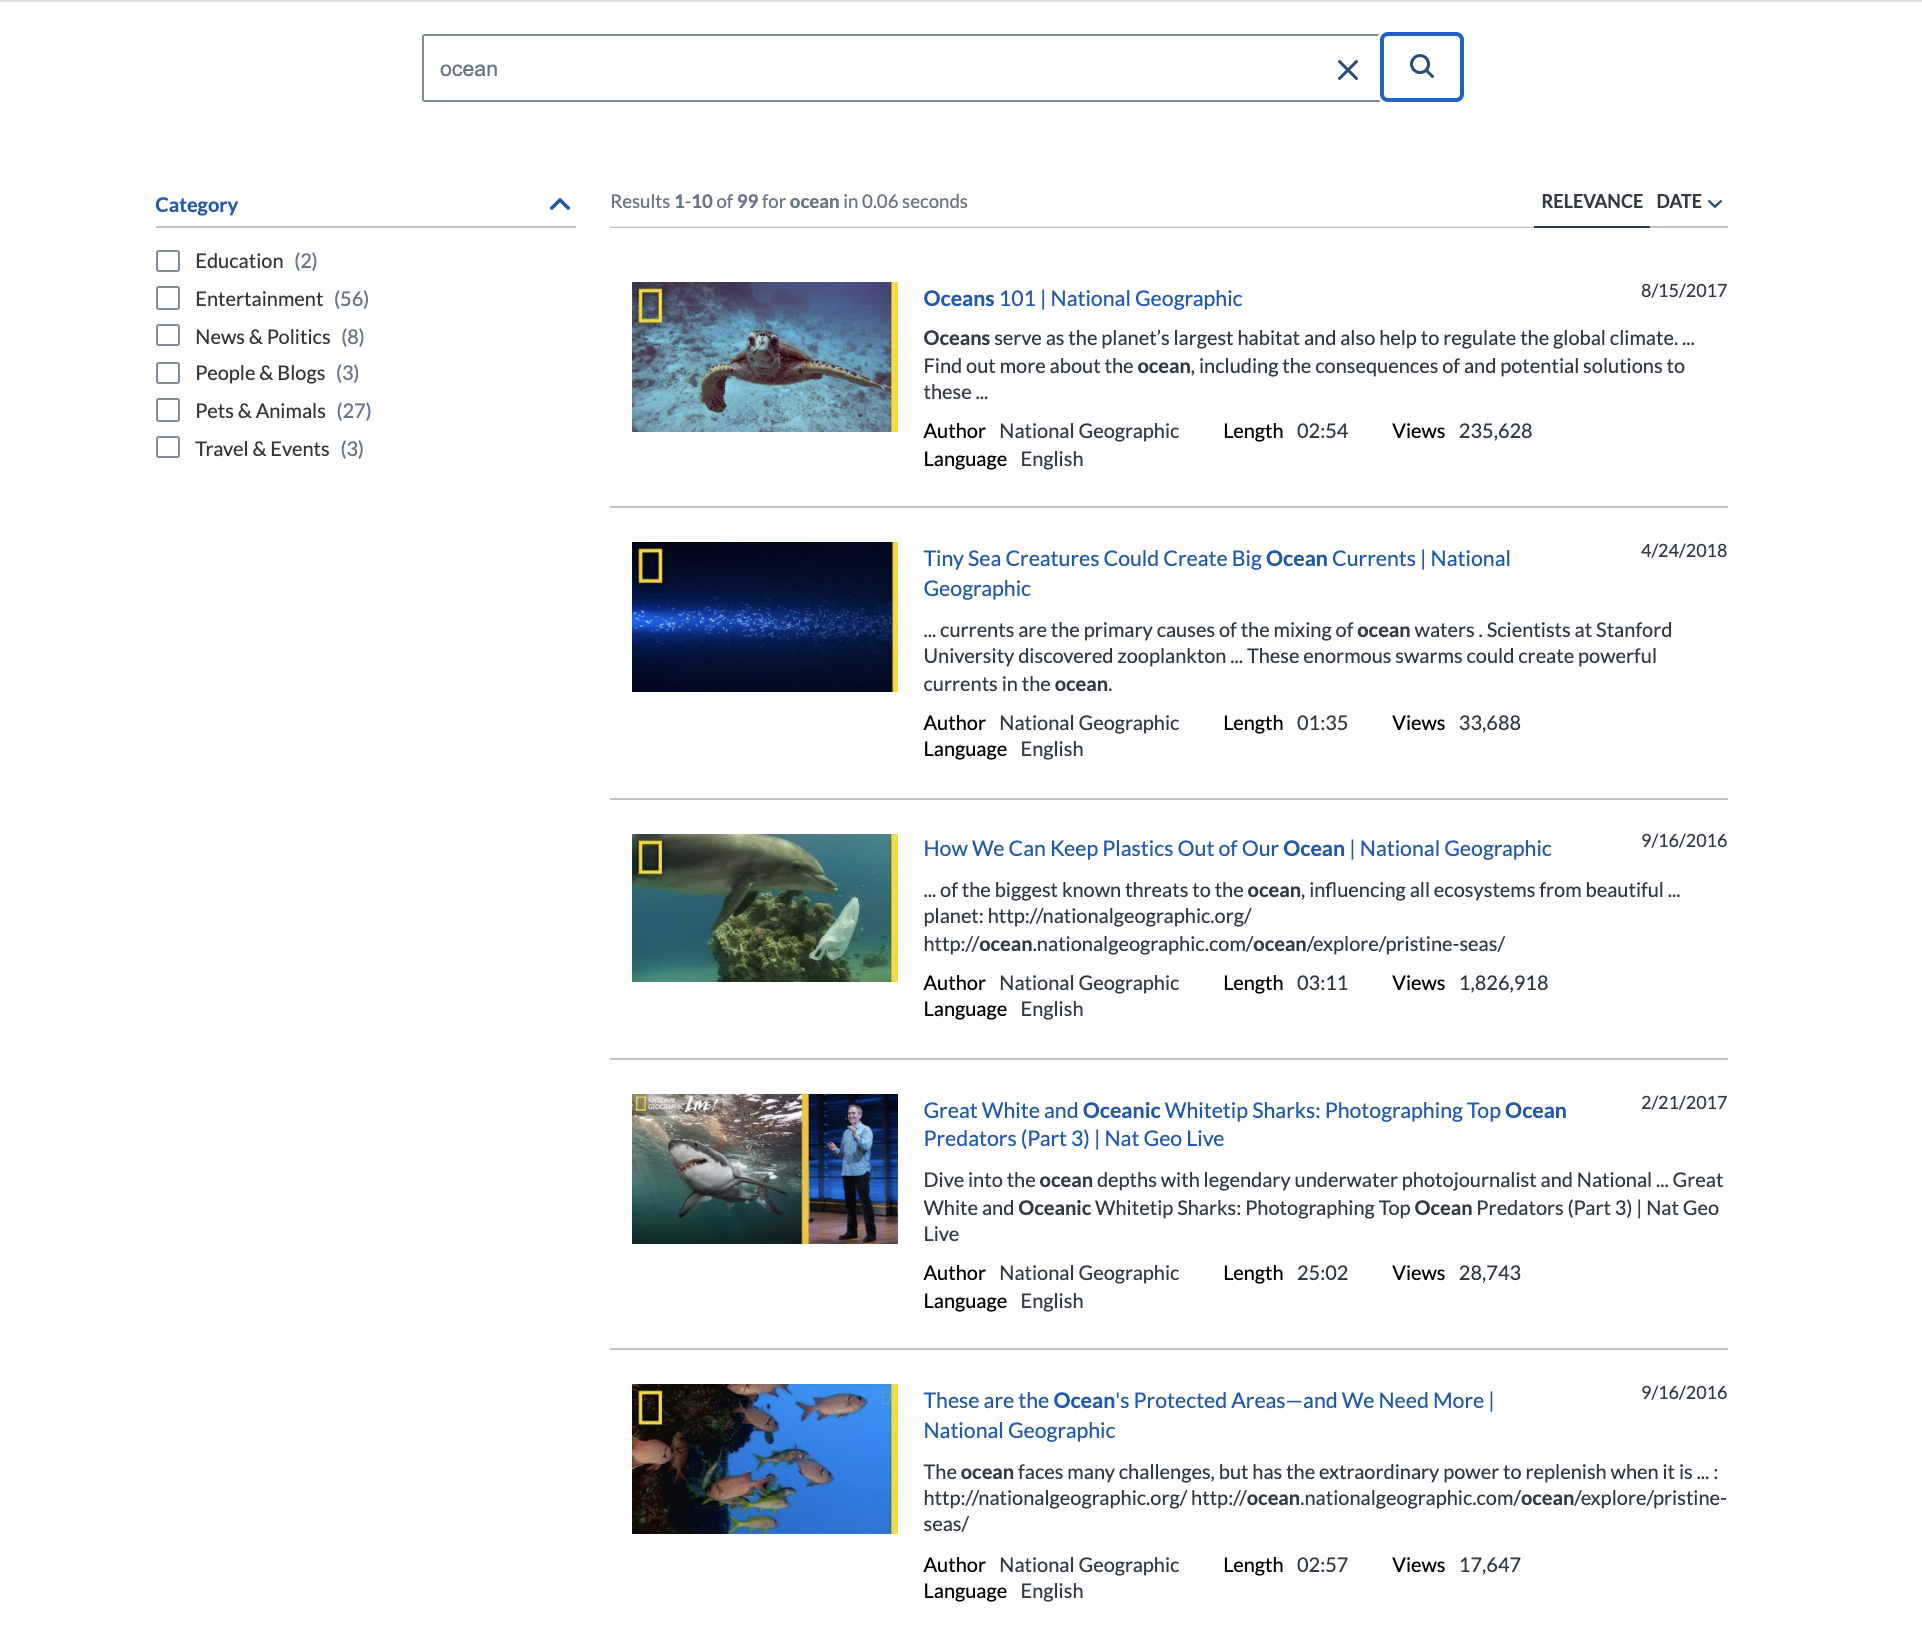 ocean
Category
Education (2)
Entertainment (56)
News & Politics (8)
People & Blogs (3)
Pets & Animals (27)
Travel & Events (3)
Results 1-10 of 99 for ocean in 0.06 seconds
RELEVANCE DATE
Oceans 101 | National Geographic
8/15/2017
Oceans serve as the planet’s largest habitat and also help to regulate the global climate. ...
Find out more about the ocean, including the consequences of and potential solutions to
these ...
Author National Geographic Length 02:54 Views 235,628
Language English
Tiny Sea Creatures Could Create Big Ocean Currents | National
Geographic
4/24/2018
... currents are the primary causes of the mixing of ocean waters . Scientists at Stanford
University discovered zooplankton ... These enormous swarms could create powerful
currents in the ocean.
Author National Geographic Length 01:35 Views 33,688
Language English
How We Can Keep Plastics Out of Our Ocean | National Geographic
9/16/2016
... of the biggest known threats to the ocean, influencing all ecosystems from beautiful ...
planet: http://nationalgeographic.org/
http://ocean.nationalgeographic.com/ocean/explore/pristine-seas/
Author National Geographic Length 03:11 Views 1,826,918
Language English
NATIONAL
GEOGRAPHIC LIVE!
Great White and Oceanic Whitetip Sharks: Photographing Top Ocean
Predators (Part 3) | Nat Geo Live
2/21/2017
Dive into the ocean depths with legendary underwater photojournalist and National ... Great
White and Oceanic Whitetip Sharks: Photographing Top Ocean Predators (Part 3) | Nat Geo
Live
Author National Geographic Length 25:02 Views 28,743
Language English
These are the Ocean's Protected Areas—and We Need More |
National Geographic
9/16/2016
The ocean faces many challenges, but has the extraordinary power to replenish when it is ... :
http://nationalgeographic.org/ http://ocean.nationalgeographic.com/ocean/explore/pristine-
seas/
Author National Geographic Length 02:57 Views 17,647
Language English